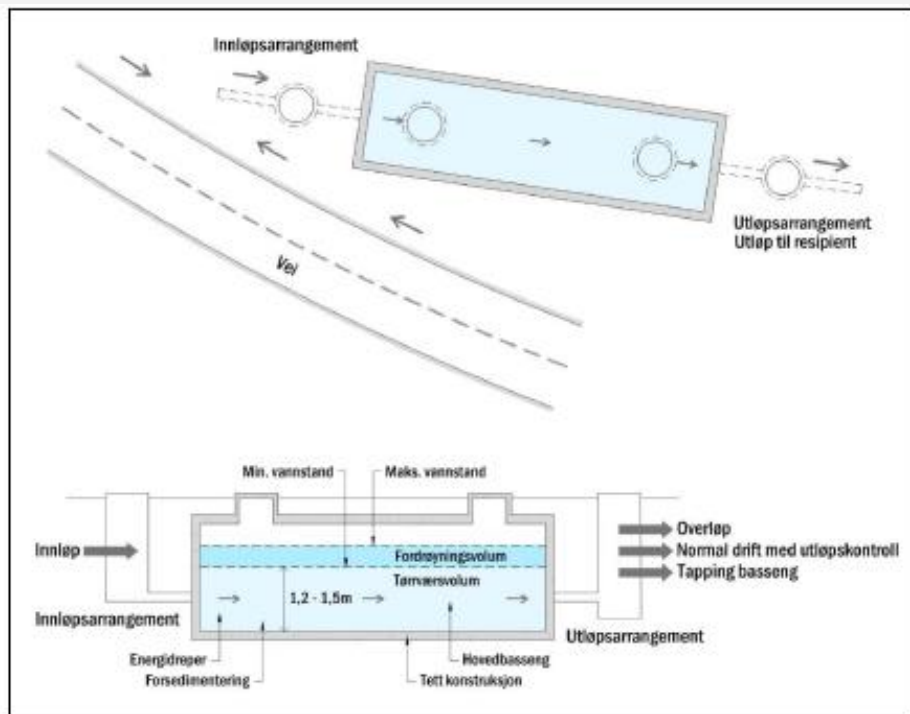 Innløpsarrangement
Utløpsarrangement
Utløp til resipient
Vei
Min. vannstand
Maks. vannstand
Innløp
Fordrøyningsvolum
Tørrværsvolum
1,2 - 1,5m
Overløp
Normal drift med utløpskontroll
Tapping basseng
Innløpsarrangement
Utløpsarrangement
Energidreper
Hovedbasseng
Forsedimentering
Tett konstruksjon